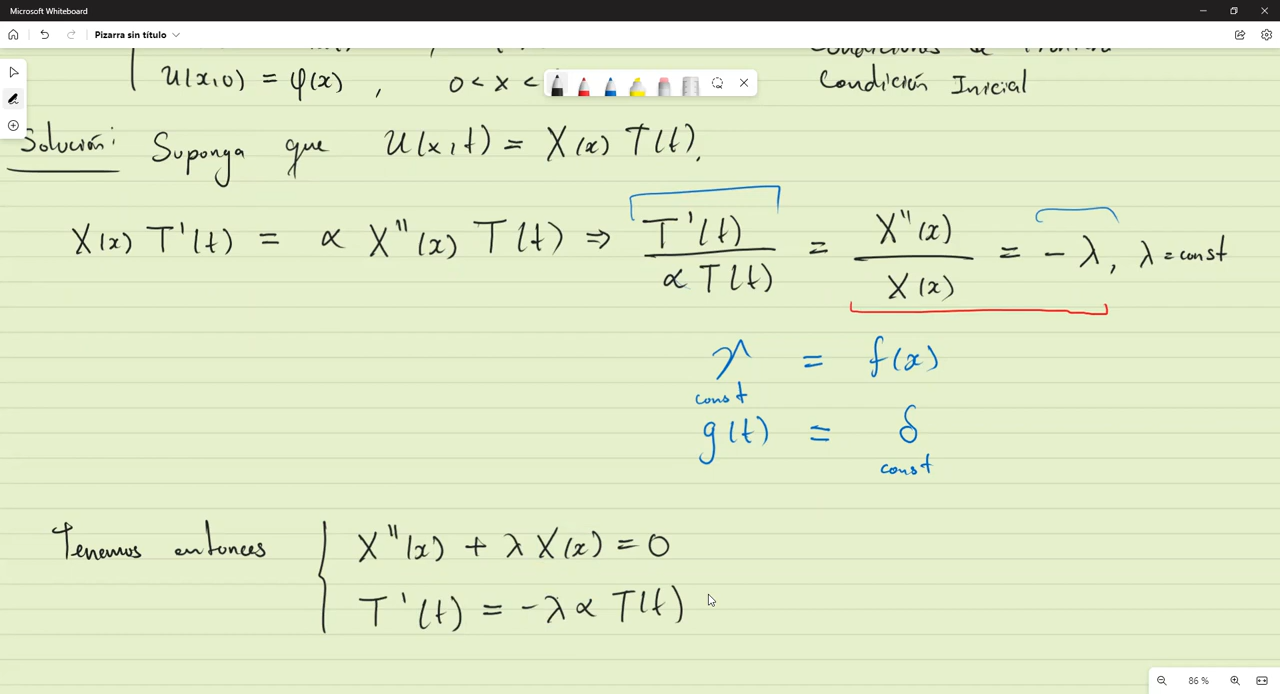 Microsoft Whiteboard
Pizarra sin título
U(x,0) = φ(x) , 0 < x <
Condición Inicial
Solución: Suponga que U(x,t) = X(x) T(t).
X(x) T'(t) = α X''(x) T(t) ⇒ T'(t) / α T(t) = X''(x) / X(x) = -λ, λ = const
γ = f(x)
const
g(t) = δ
const
Tenemos entonces { X''(x) + λ X(x) = 0
T'(t) = -λ α T(t)
86 %